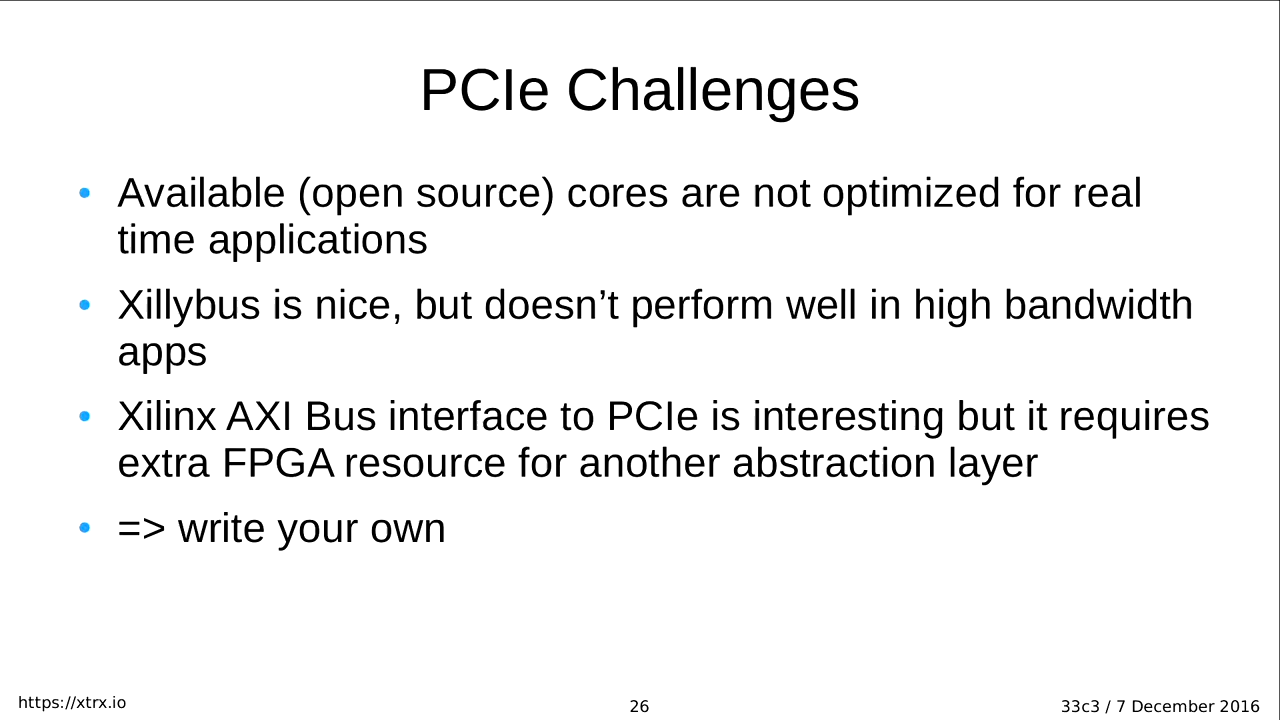 PCIe Challenges
• Available (open source) cores are not optimized for real
time applications
• Xillybus is nice, but doesn’t perform well in high bandwidth
apps
• Xilinx AXI Bus interface to PCIe is interesting but it requires
extra FPGA resource for another abstraction layer
• => write your own
https://xtrx.io
26
33c3 / 7 December 2016